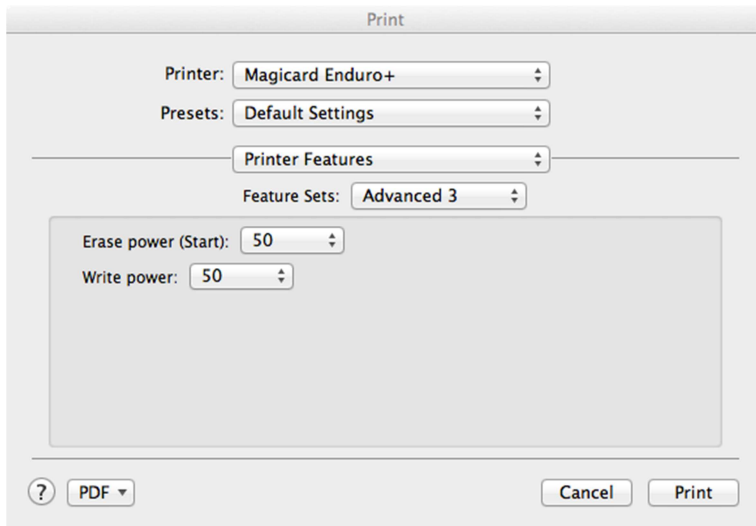 Print
Printer: Magicard Enduro+
Presets: Default Settings
Printer Features
Feature Sets: Advanced 3
Erase power (Start): 50
Write power: 50
? PDF Cancel Print